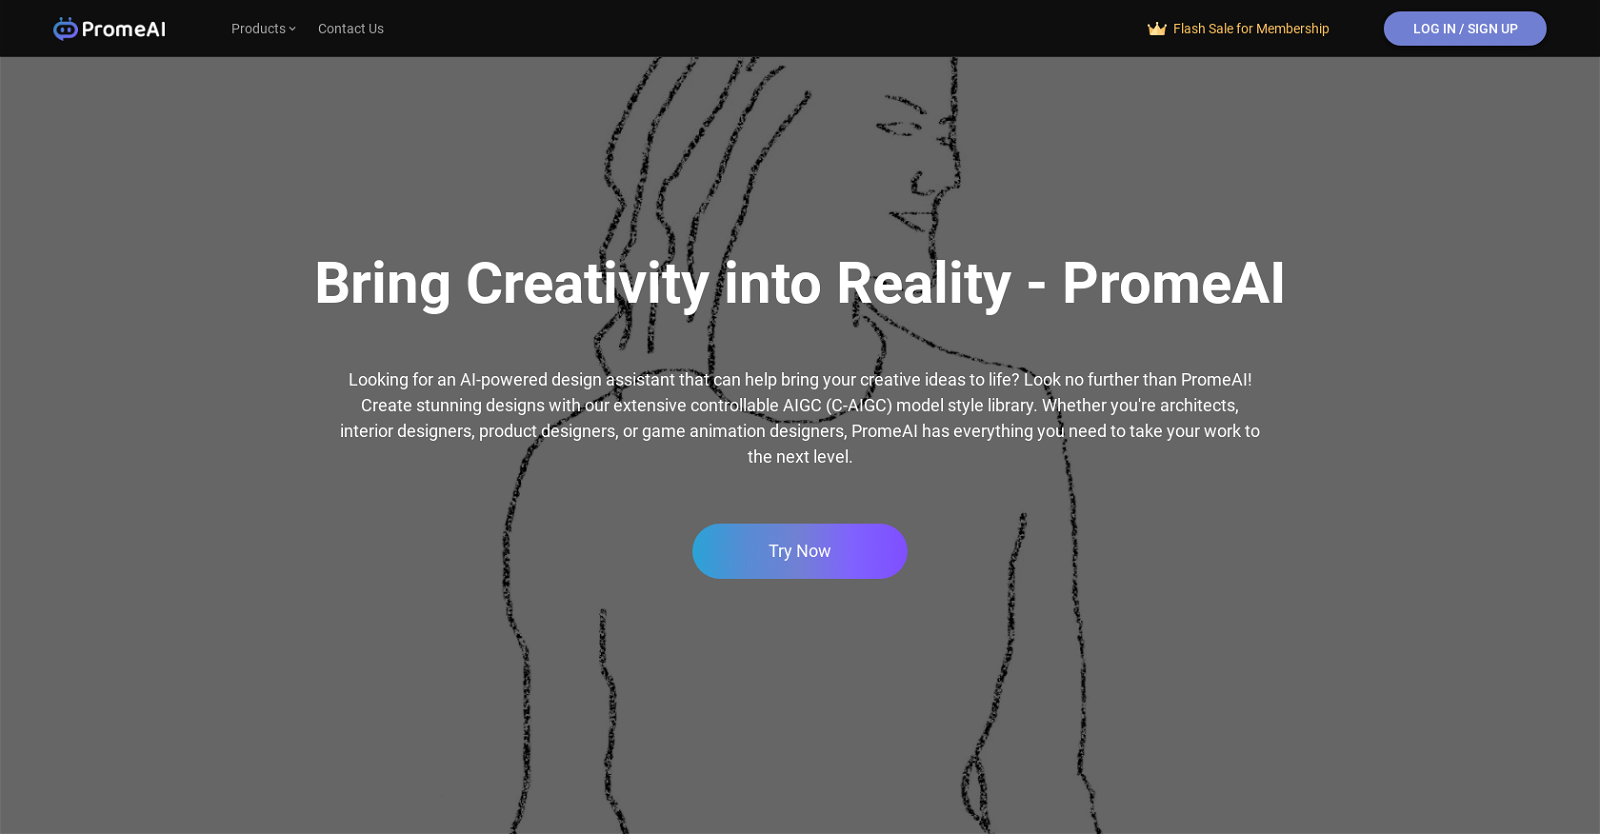 PromeAI
Products
Contact Us
Flash Sale for Membership
LOG IN / SIGN UP
Bring Creativity into Reality - PromeAI
Looking for an AI-powered design assistant that can help bring your creative ideas to life? Look no further than PromeAI!
Create stunning designs with our extensive controllable AIGC (C-AIGC) model style library. Whether you're architects,
interior designers, product designers, or game animation designers, PromeAI has everything you need to take your work to
the next level.
Try Now